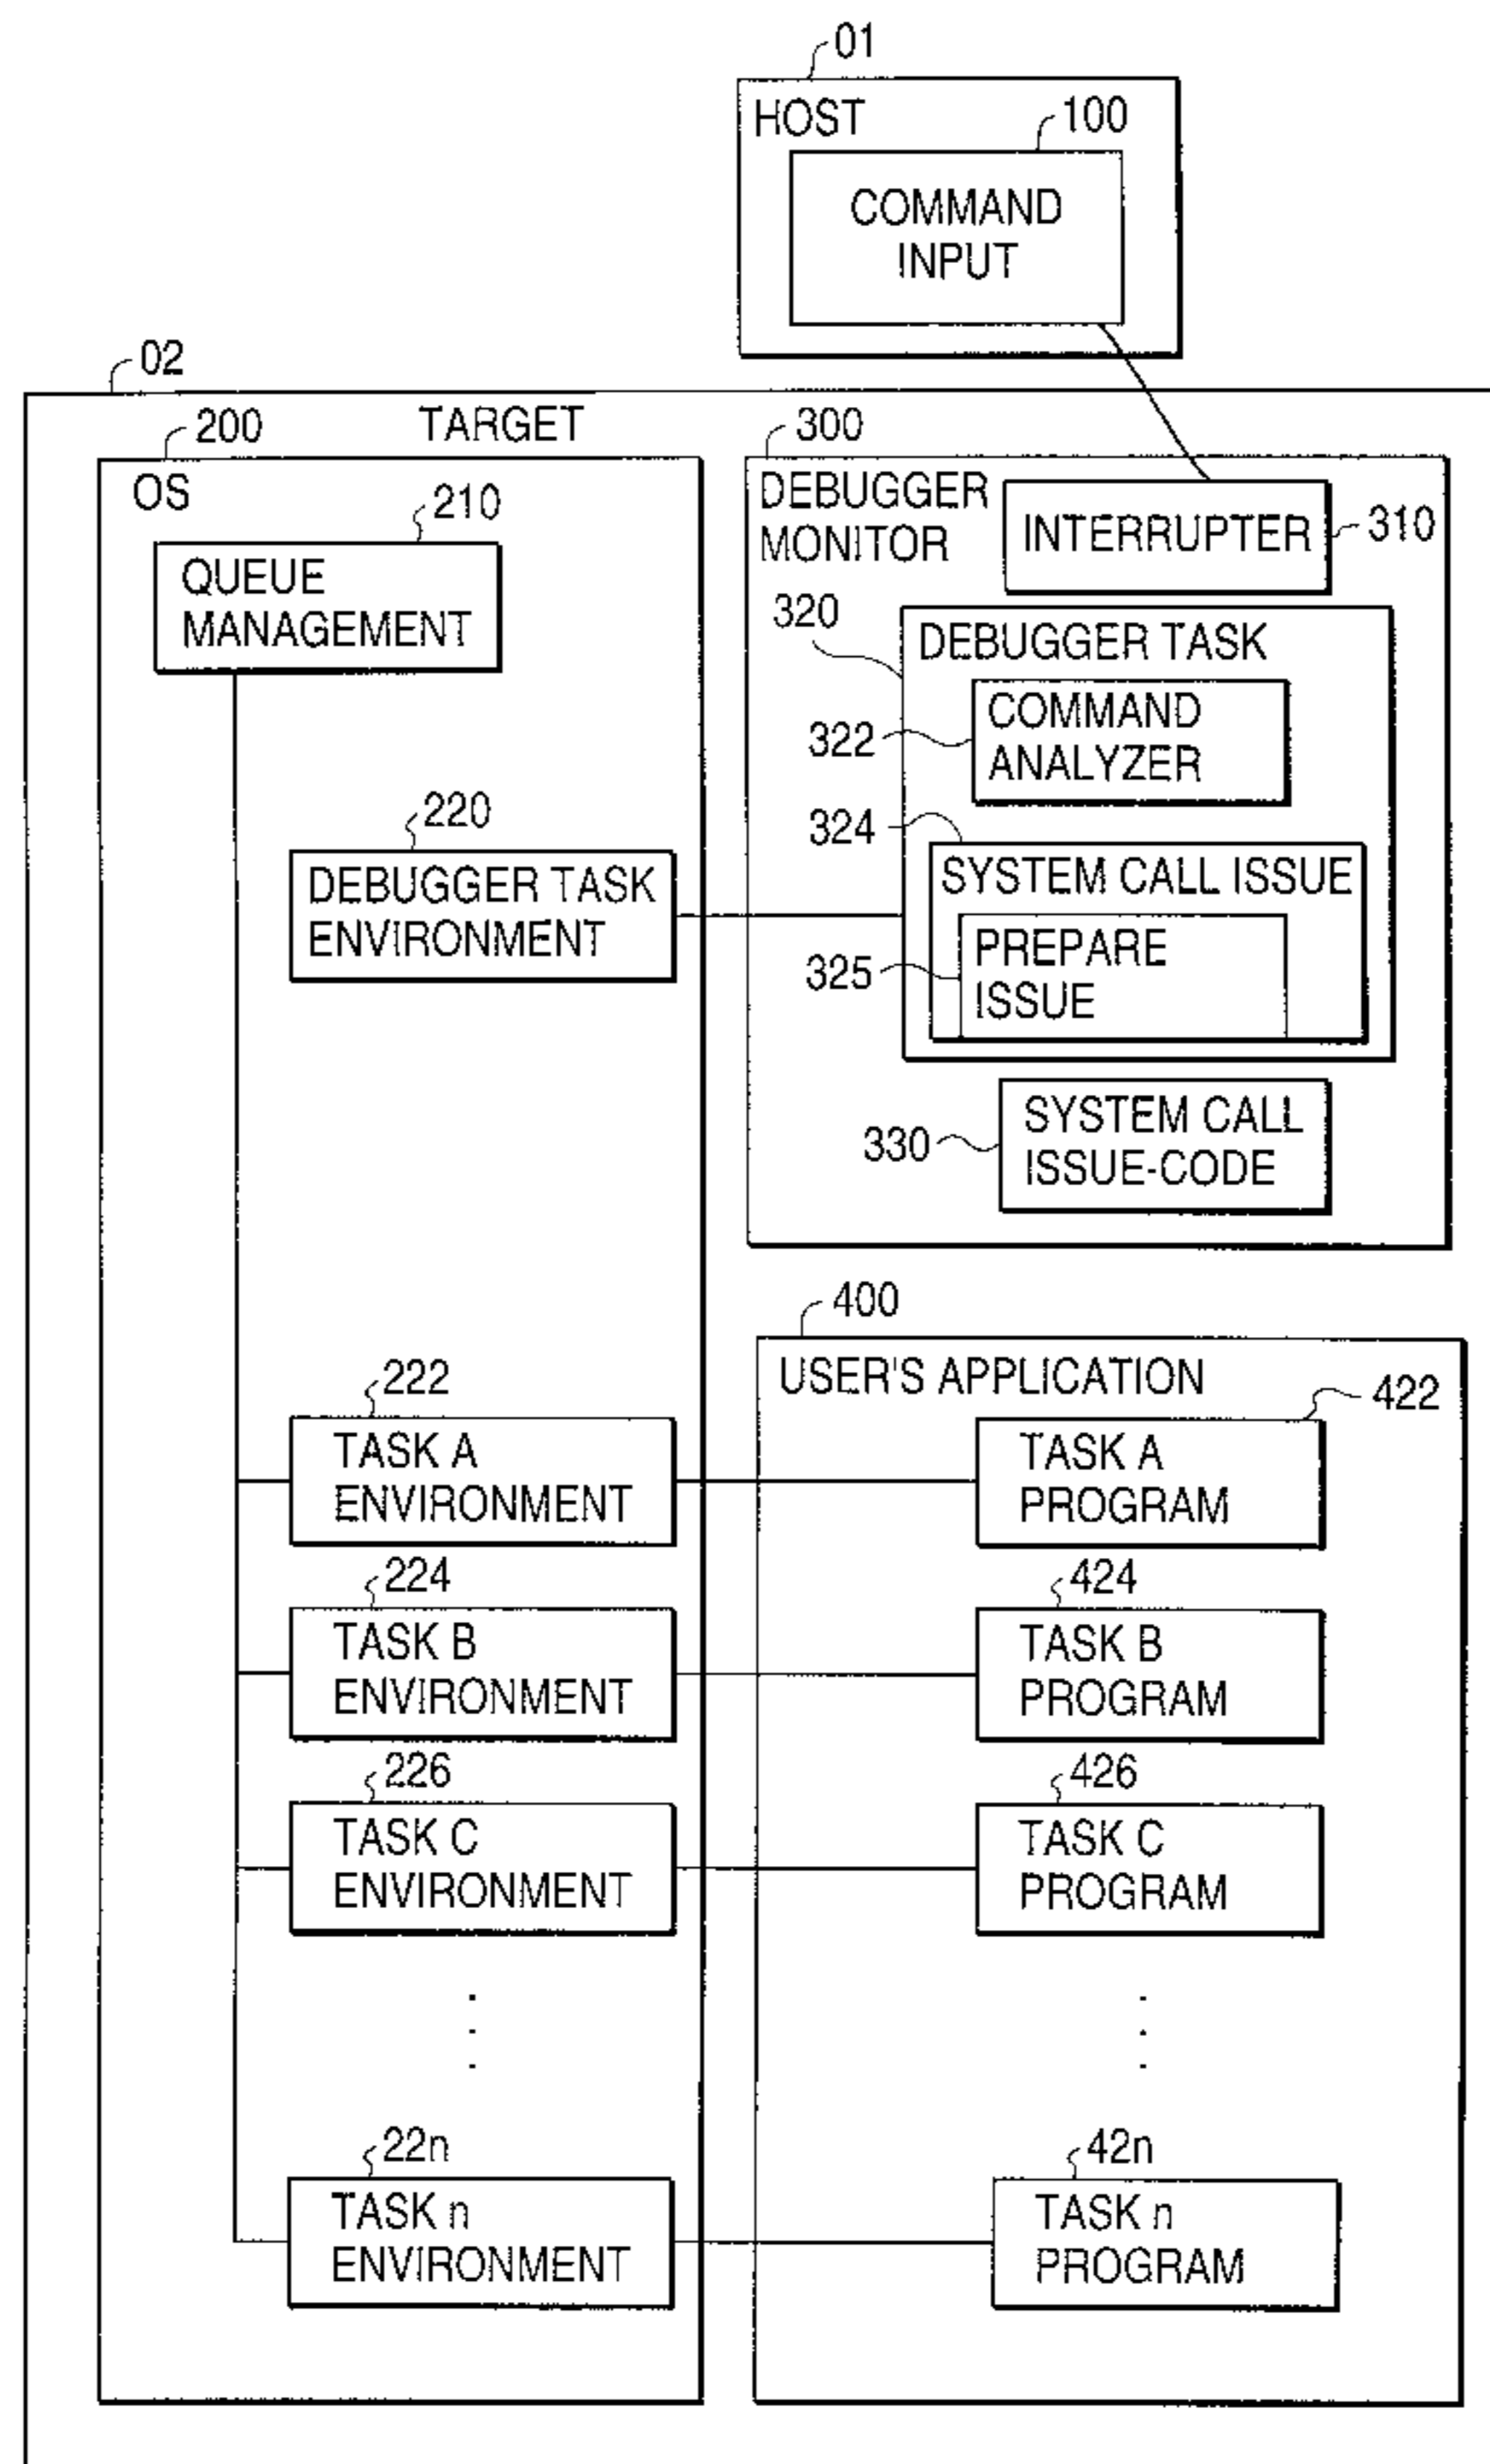 01
HOST
100
COMMAND
INPUT
02
TARGET
200
OS
210
QUEUE
MANAGEMENT
220
DEBUGGER TASK
ENVIRONMENT
300
DEBUGGER
MONITOR
INTERRUPTER
310
320
DEBUGGER TASK
322
COMMAND
ANALYZER
324
SYSTEM CALL ISSUE
325
PREPARE
ISSUE
330
SYSTEM CALL
ISSUE-CODE
400
USER'S APPLICATION
222
TASK A
ENVIRONMENT
422
TASK A
PROGRAM
224
TASK B
ENVIRONMENT
424
TASK B
PROGRAM
226
TASK C
ENVIRONMENT
426
TASK C
PROGRAM
22n
TASK n
ENVIRONMENT
42n
TASK n
PROGRAM